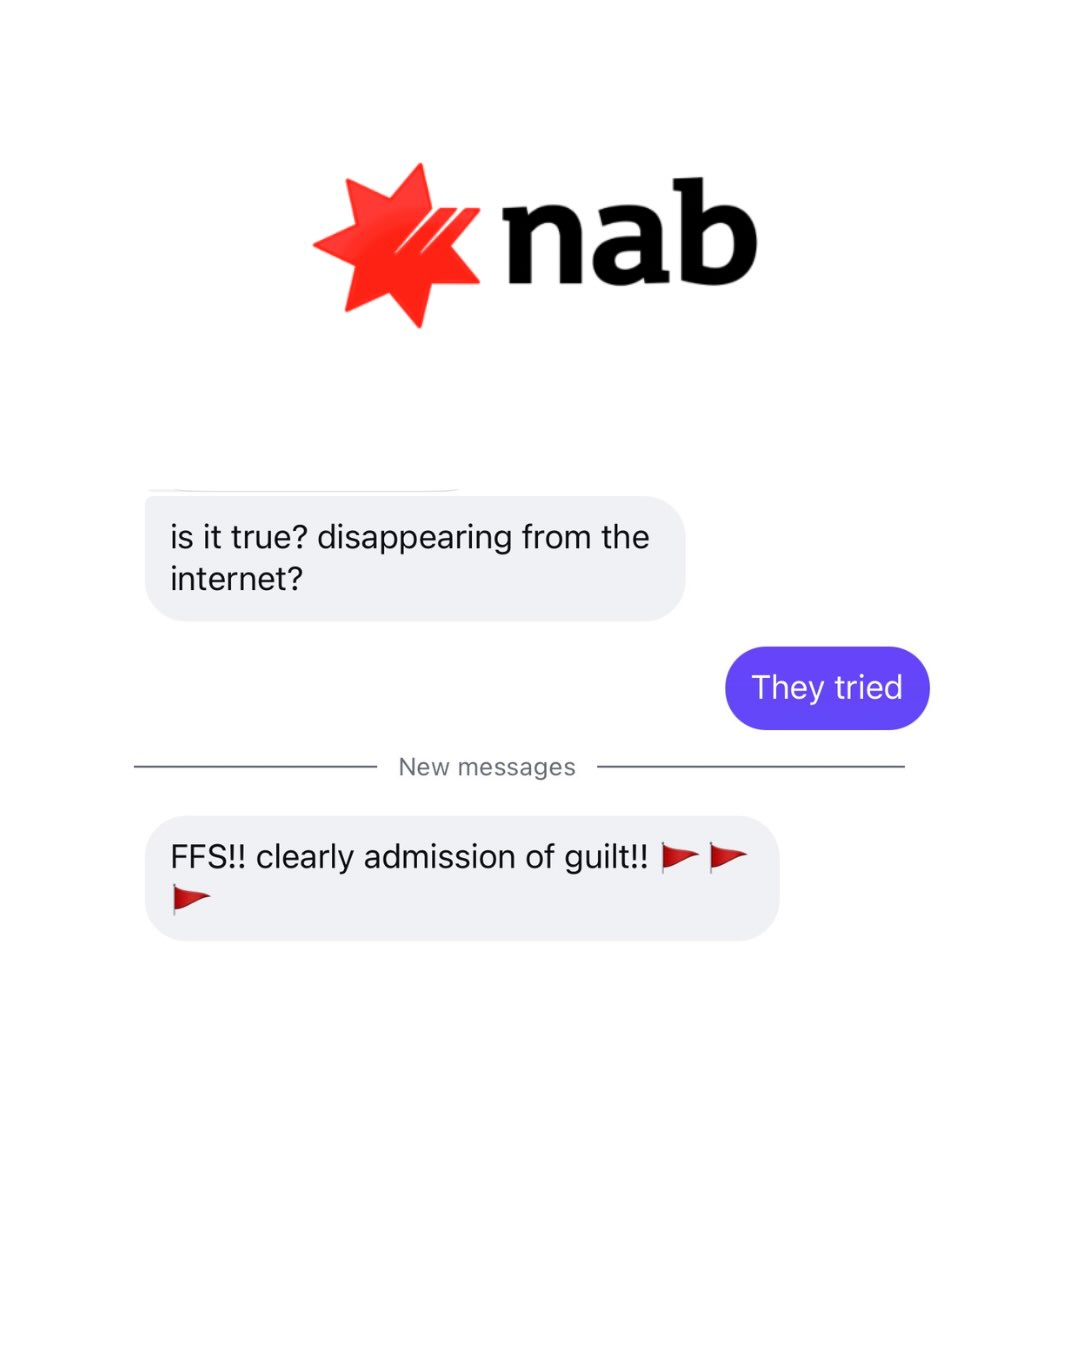 nab
is it true? disappearing from the
internet?
They tried
New messages
FFS!! clearly admission of guilt!! 🚩🚩
🚩